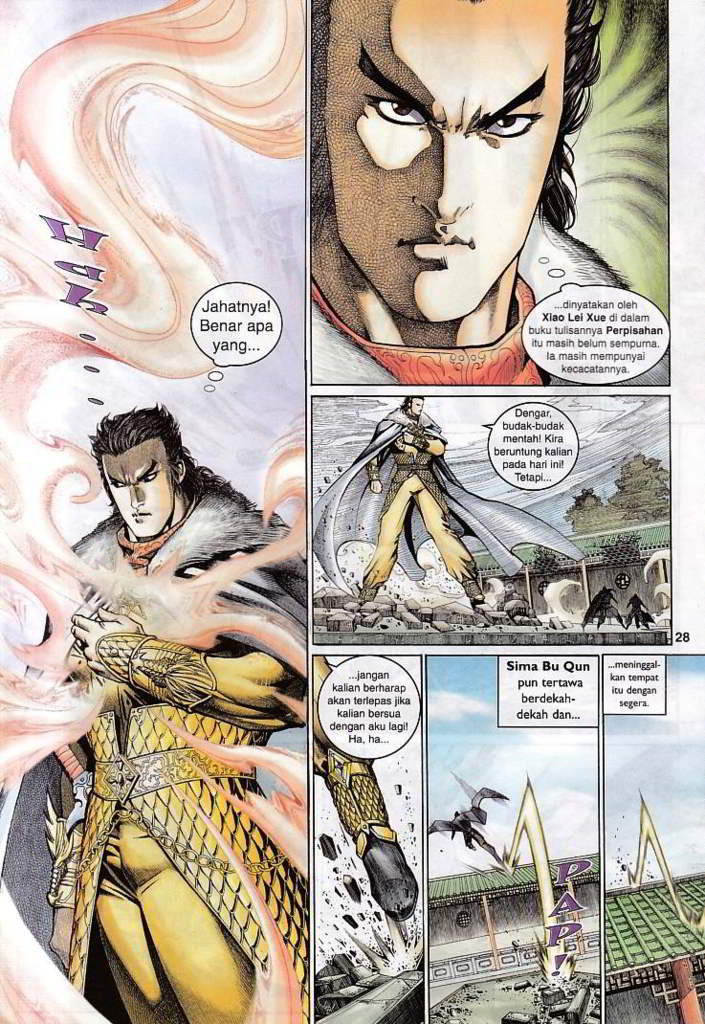 Hah...
Jahatnya!
Benar apa
yang...
...dinyatakan oleh
Xiao Lei Xue di dalam
buku tulisannya Perpisahan
itu masih belum sempurna.
Ia masih mempunyai
kecacatannya.
Dengar,
budak-budak
mentah! Kira
beruntung kalian
pada hari ini!
Tetapi...
28
...jangan
kalian berharap
akan terlepas jika
kalian bersua
dengan aku lagi!
Ha, ha...
Sima Bu Qun
pun tertawa
berdekah-
dekah dan...
PAP!
...meninggal-
kan tempat
itu dengan
segera.